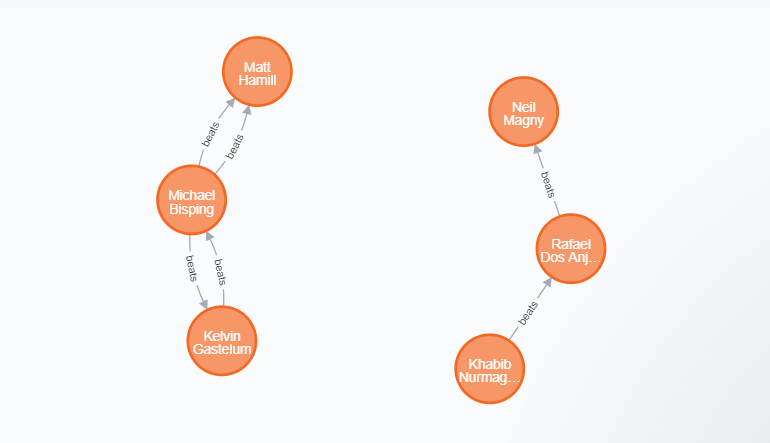 Matt
Hamill
beats
beats
Michael
Bisping
beats
beats
Kelvin
Gastelum
Neil
Magny
beats
Rafael
Dos Anj…
beats
Khabib
Nurmag…